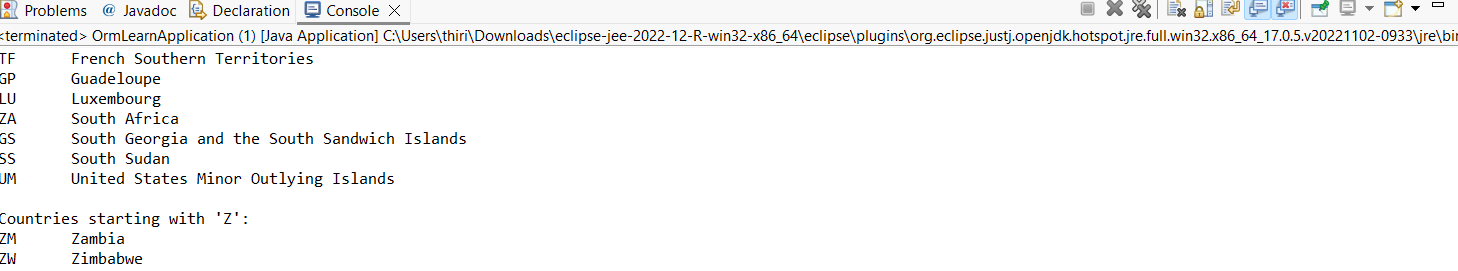 Problems @ Javadoc Declaration Console
<terminated> OrmLearnApplication (1) [Java Application] C:\Users\thiri\Downloads\eclipse-jee-2022-12-R-win32-x86_64\eclipse\plugins\org.eclipse.justj.openjdk.hotspot.jre.full.win32.x86_64_17.0.5.v20221102-0933\jre\bin
TF French Southern Territories
GP Guadeloupe
LU Luxembourg
ZA South Africa
GS South Georgia and the South Sandwich Islands
SS South Sudan
UM United States Minor Outlying Islands
Countries starting with 'Z':
ZM Zambia
ZW Zimbabwe